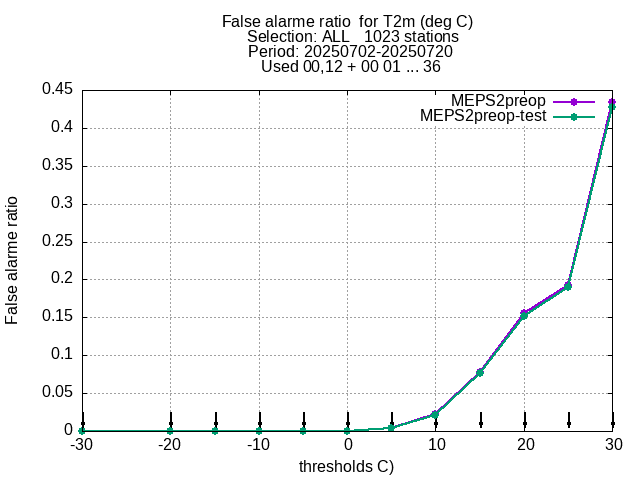 False alarme ratio  for T2m (deg C)
Selection: ALL   1023 stations
Period: 20250702-20250720
Used 00,12 + 00 01 ... 36
MEPS2preop
MEPS2preop-test
False alarme ratio
0.45
0.4
0.35
0.3
0.25
0.2
0.15
0.1
0.05
0
-30 -20 -10 0 10 20 30
thresholds C)